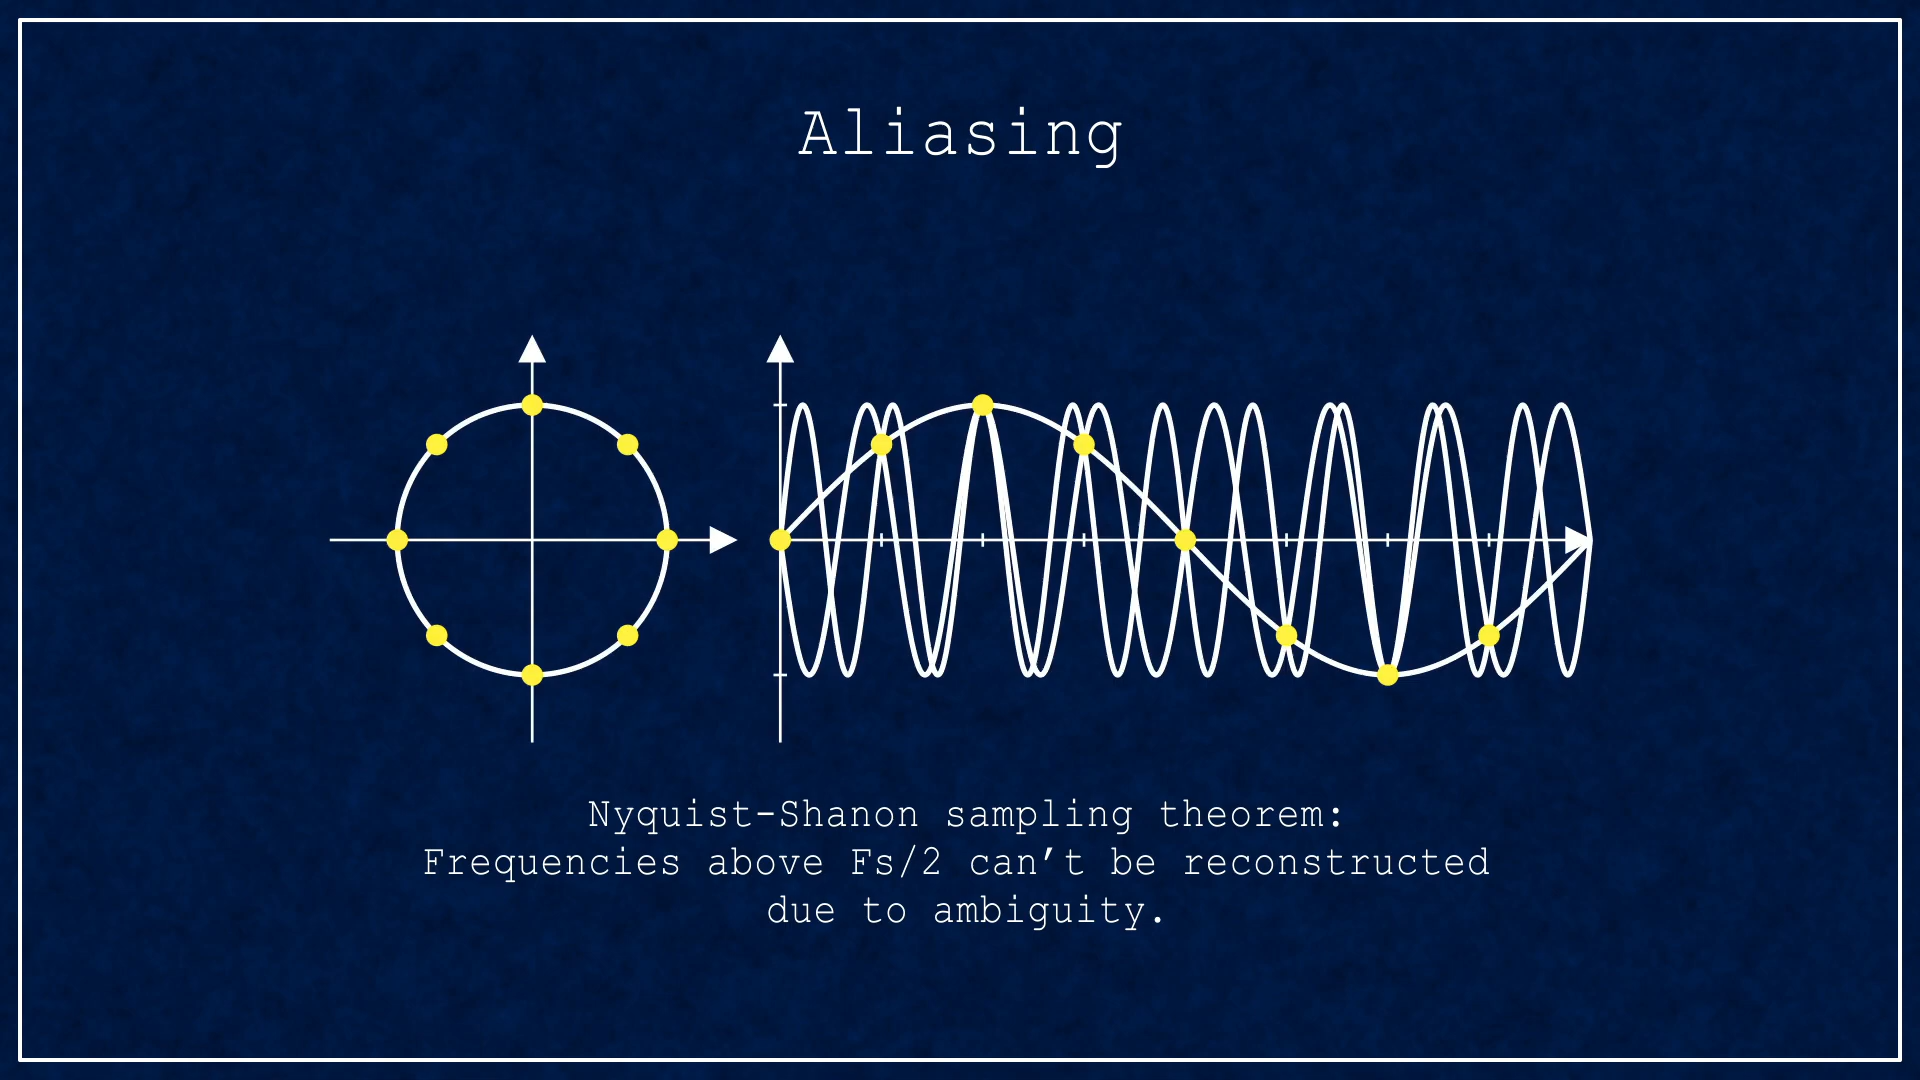 Aliasing
Nyquist-Shanon sampling theorem:
Frequencies above Fs/2 can’t be reconstructed
due to ambiguity.